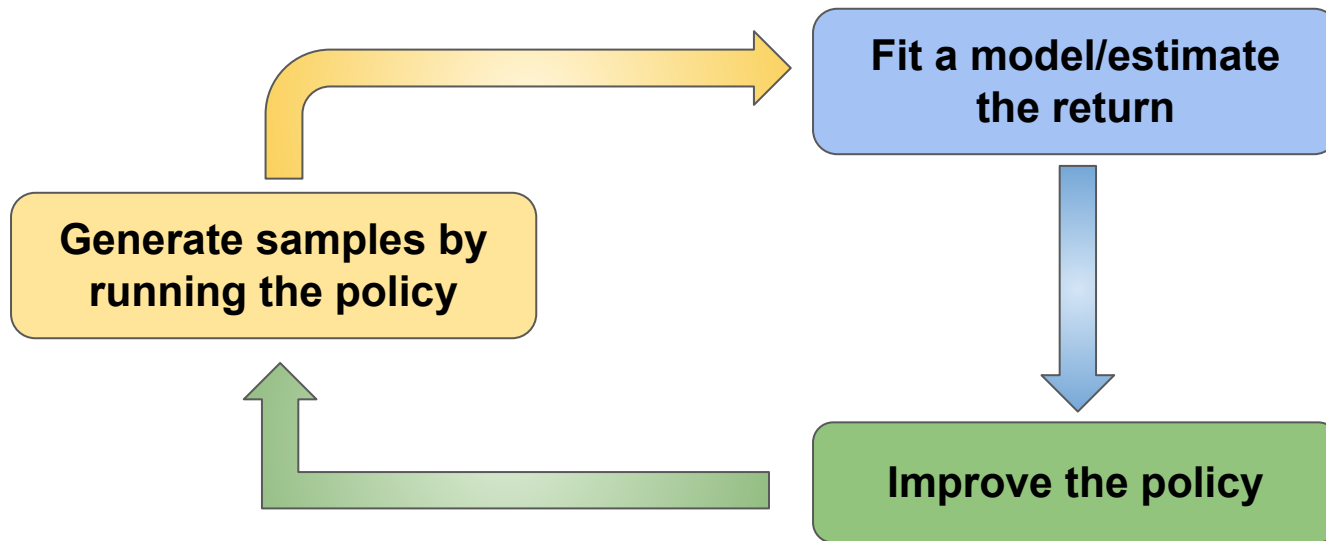 Fit a model/estimate
the return
Generate samples by
running the policy
Improve the policy